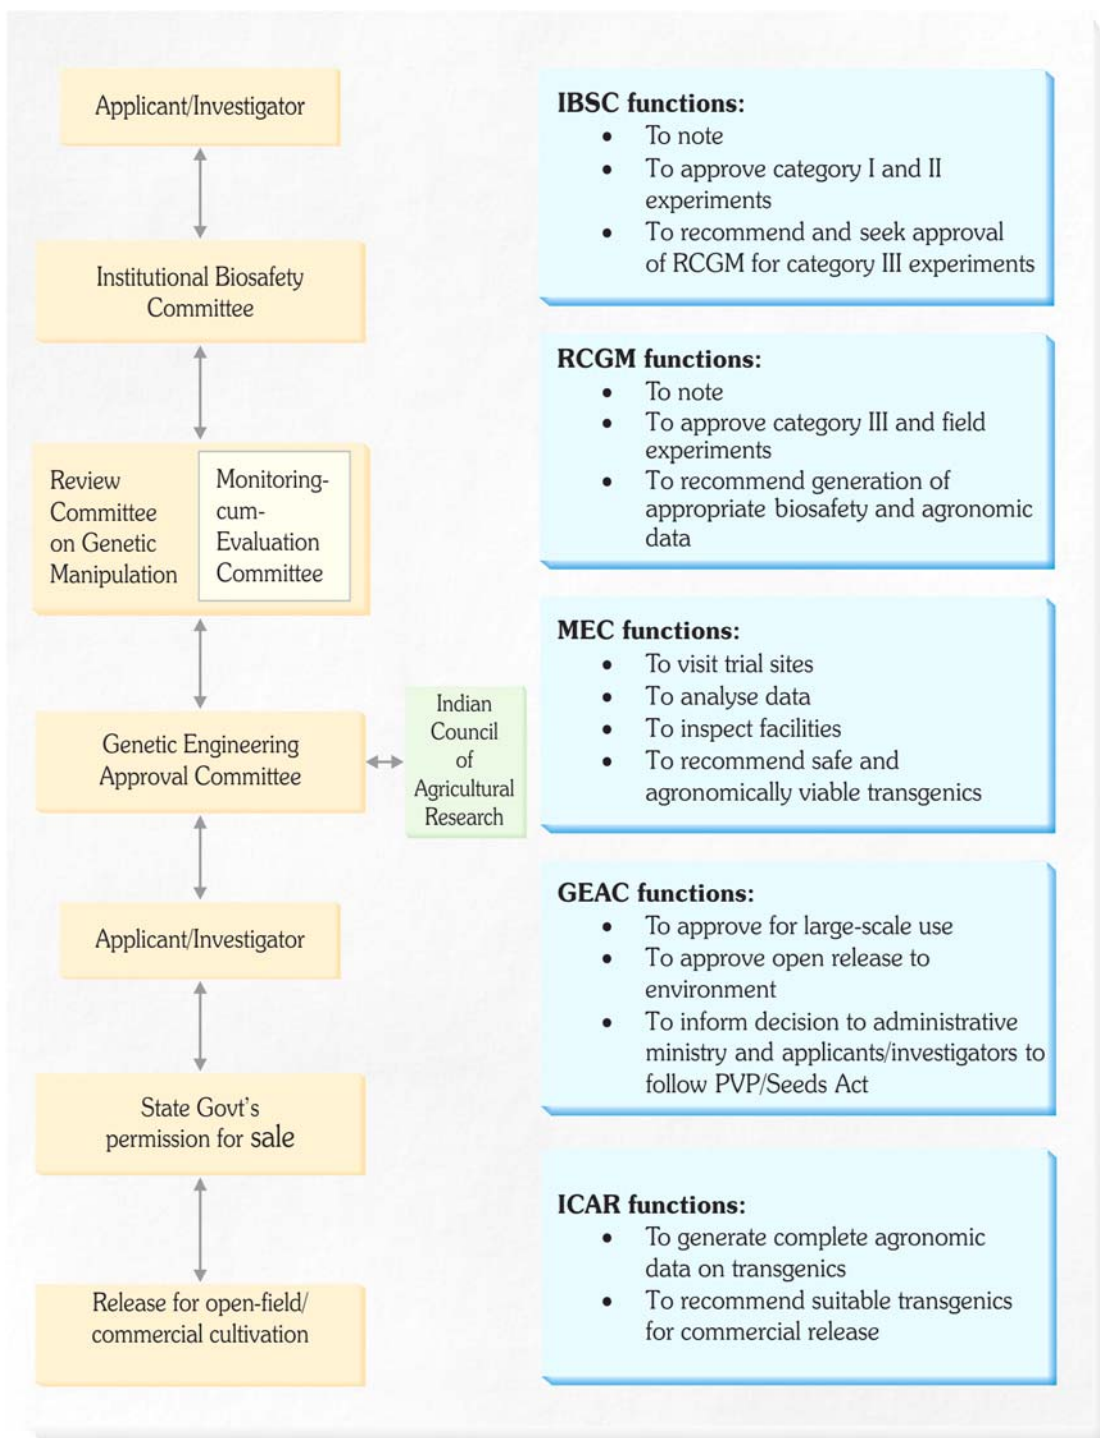 Applicant/Investigator
Institutional Biosafety
Committee
Review
Committee
on Genetic
Manipulation
Monitoring-
cum-
Evaluation
Committee
Genetic Engineering
Approval Committee
Indian
Council
of
Agricultural
Research
Applicant/Investigator
State Govt's
permission for sale
Release for open-field/
commercial cultivation
IBSC functions:
• To note
• To approve category I and II
experiments
• To recommend and seek approval
of RCGM for category III experiments
RCGM functions:
• To note
• To approve category III and field
experiments
• To recommend generation of
appropriate biosafety and agronomic
data
MEC functions:
• To visit trial sites
• To analyse data
• To inspect facilities
• To recommend safe and
agronomically viable transgenics
GEAC functions:
• To approve for large-scale use
• To approve open release to
environment
• To inform decision to administrative
ministry and applicants/investigators to
follow PVP/Seeds Act
ICAR functions:
• To generate complete agronomic
data on transgenics
• To recommend suitable transgenics
for commercial release